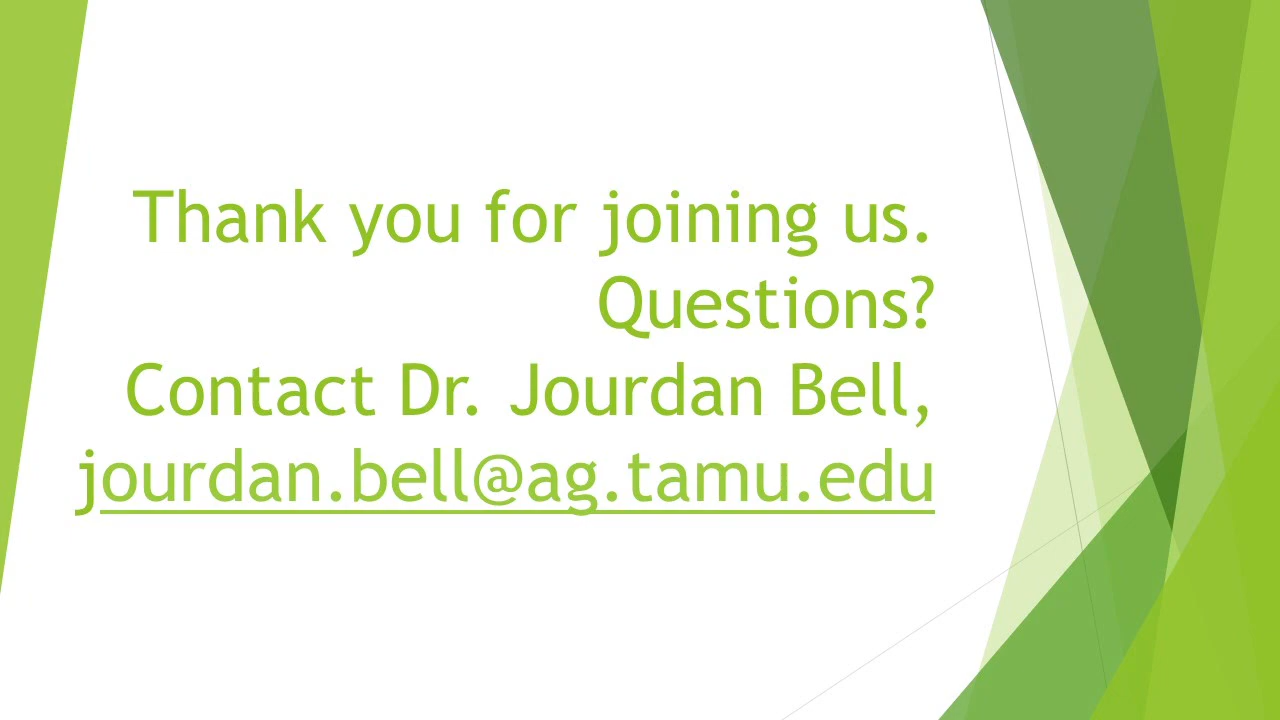 Thank you for joining us.
Questions?
Contact Dr. Jourdan Bell,
jourdan.bell@ag.tamu.edu